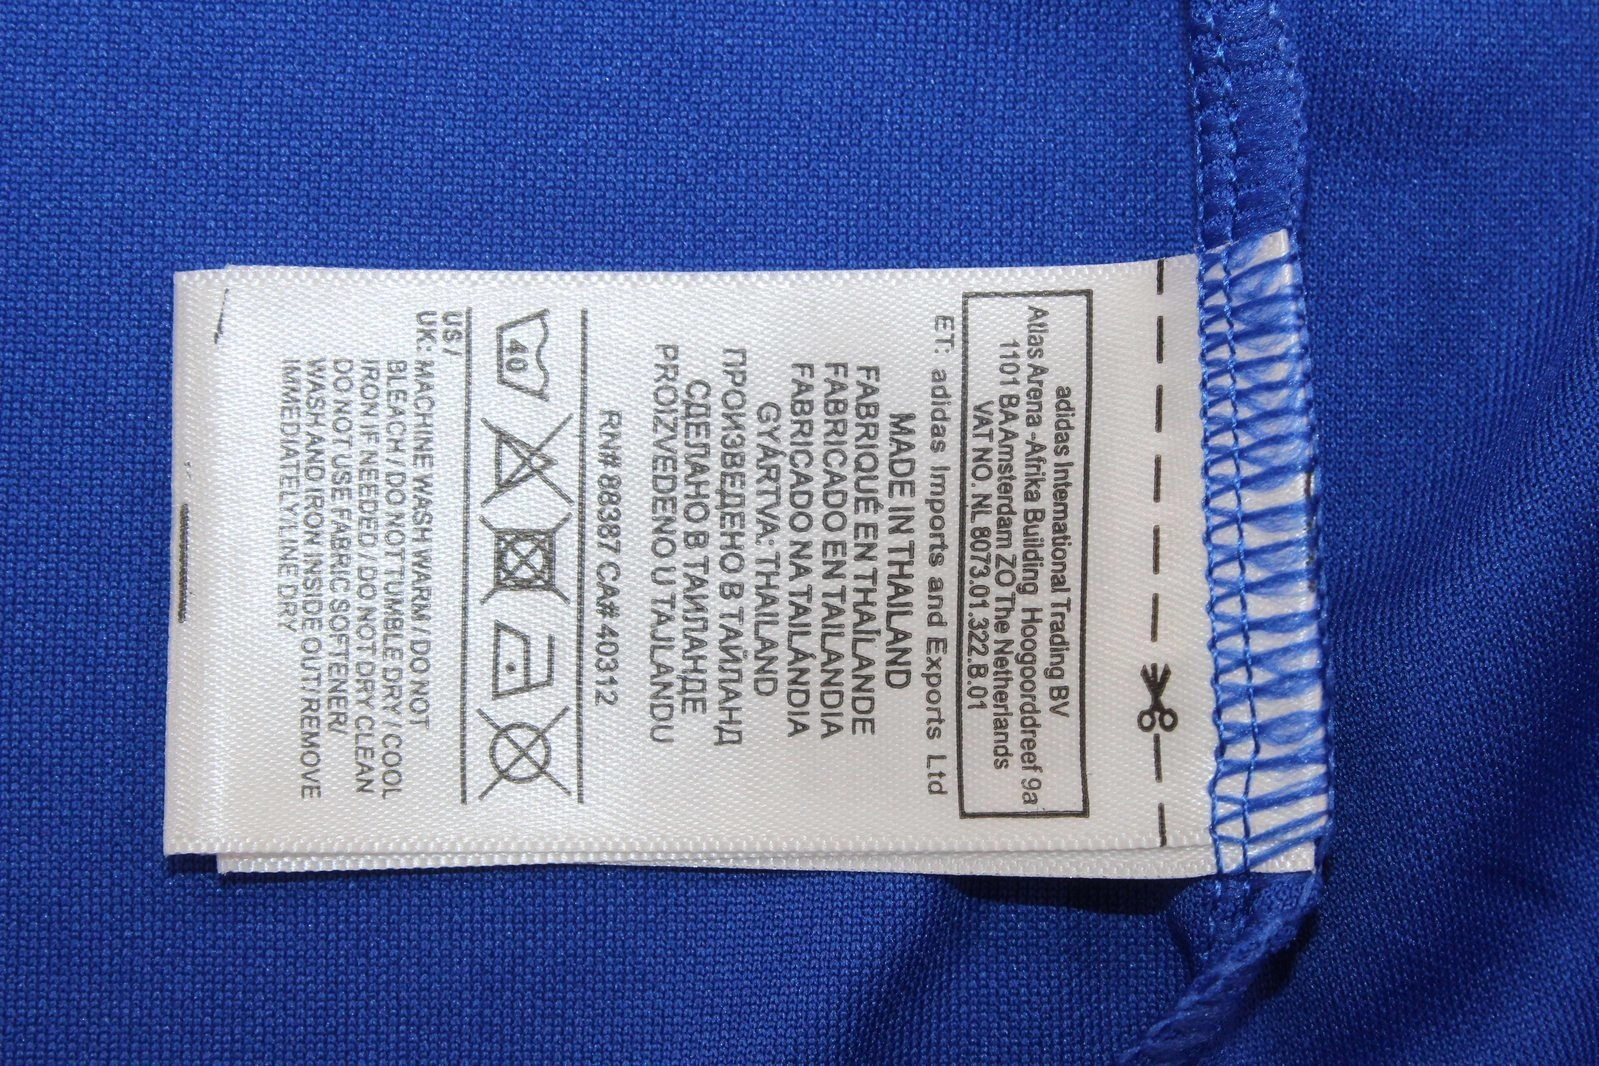 adidas International Trading BV
Atlas Arena -Afrika Building Hoogoorddreef 9a
1101 BA Amsterdam ZO The Netherlands
VAT NO. NL 8073.01.322.B.01
ET: adidas Imports and Exports Ltd
MADE IN THAILAND
FABRIQUÉ EN THAÏLANDE
FABRICADO EN TAILANDIA
FABRICADO NA TAILÂNDIA
GYÁRTVA: THAILAND
ПРОИЗВЕДЕНО В ТАЙЛАНД
СДЕЛАНО В ТАИЛАНДЕ
PROIZVEDENO U TAJLANDU
RN# 88387 CA# 40312
40
US /
UK: MACHINE WASH WARM / DO NOT
BLEACH / DO NOT TUMBLE DRY / COOL
IRON IF NEEDED / DO NOT DRY CLEAN
DO NOT USE FABRIC SOFTENER/
WASH AND IRON INSIDE OUT/REMOVE
IMMEDIATELY/LINE DRY